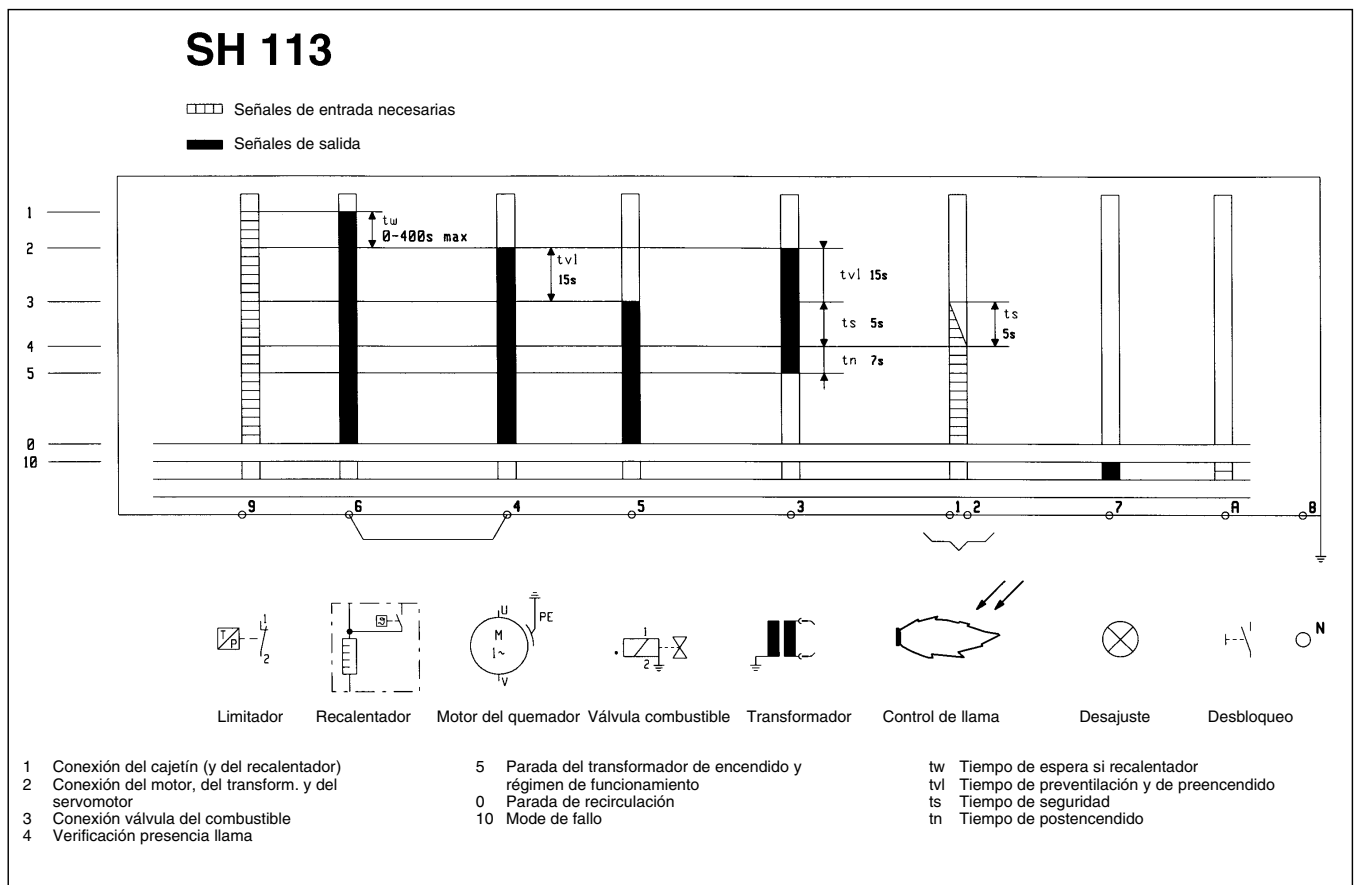 SH 113
Señales de entrada necesarias
Señales de salida
1
tw
0-400s max
2
tvl
15s
tvl 15s
3
ts 5s
ts
5s
4
tn 7s
5
0
10
9 6 4 5 3 1 2 7 A B
T
P
1
2
U
M
1~
V
PE
1
2
N
Limitador Recalentador Motor del quemador Válvula combustible Transformador Control de llama Desajuste Desbloqueo
1 Conexión del cajetín (y del recalentador)
2 Conexión del motor, del transform. y del
servomotor
3 Conexión válvula del combustible
4 Verificación presencia llama
5 Parada del transformador de encendido y
régimen de funcionamiento
0 Parada de recirculación
10 Mode de fallo
tw Tiempo de espera si recalentador
tvl Tiempo de preventilación y de preencendido
ts Tiempo de seguridad
tn Tiempo de postencendido